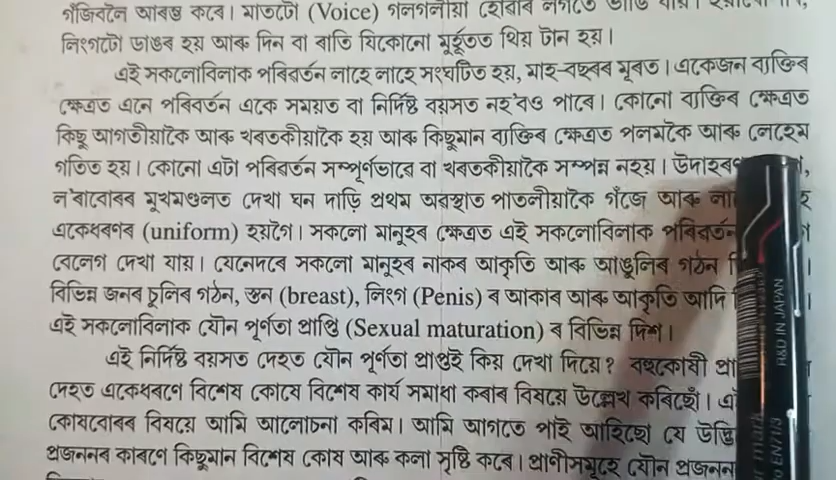 গঁজিবলৈ আৰম্ভ কৰে। মাতটো (Voice) গলগলীয়া হোৱাৰ লগতে ভাঙি যায়।
লিংগটো ডাঙৰ হয় আৰু দিন বা ৰাতি যিকোনো মুহূৰ্তত থিয় টান হয়।
এই সকলোবিলাক পৰিৱৰ্তন লাহে লাহে সংঘটিত হয়, মাহ-বছৰৰ মূৰত। একেজন ব্যক্তিৰ
ক্ষেত্ৰত এনে পৰিৱৰ্তন একে সময়ত বা নিৰ্দিষ্ট বয়সত নহ'বও পাৰে। কোনো ব্যক্তিৰ ক্ষেত্ৰত
কিছু আগতীয়াকৈ আৰু খৰতকীয়াকৈ হয় আৰু কিছুমান ব্যক্তিৰ ক্ষেত্ৰত পলমকৈ আৰু লেহেম
গতিত হয়। কোনো এটা পৰিৱৰ্তন সম্পূৰ্ণভাৱে বা খৰতকীয়াকৈ সম্পন্ন নহয়।
ল'ৰাবোৰৰ মুখমণ্ডলত দেখা ঘন দাড়ি প্ৰথম অৱস্থাত পাতলীয়াকৈ গঁজে আৰু
একেধৰণৰ (uniform) হয়গৈ। সকলো মানুহৰ ক্ষেত্ৰত এই সকলোবিলাক পৰিৱৰ্তন
বেলেগ দেখা যায়। যেনেদৰে সকলো মানুহৰ নাকৰ আকৃতি আৰু আঙুলিৰ গঠন
বিভিন্ন জনৰ চুলিৰ গঠন, স্তন (breast), লিংগ (Penis) ৰ আকাৰ আৰু আকৃতি আদি
এই সকলোবিলাক যৌন পূৰ্ণতা প্ৰাপ্তি (Sexual maturation) ৰ বিভিন্ন দিশ।
এই নিৰ্দিষ্ট বয়সত দেহত যৌন পূৰ্ণতা প্ৰাপ্তই কিয় দেখা দিয়ে? বহুকোষী
দেহত একেধৰণে বিশেষ কোষে বিশেষ কাৰ্য সমাধা কৰাৰ বিষয়ে উল্লেখ কৰিছোঁ।
কোষবোৰৰ বিষয়ে আমি আলোচনা কৰিম। আমি আগতে পাই আহিছো যে
প্ৰজননৰ কাৰণে কিছুমান বিশেষ কোষ আৰু কলা সৃষ্টি কৰে। প্ৰাণীসমূহে যৌন প্ৰজনন
R&D IN JAPAN